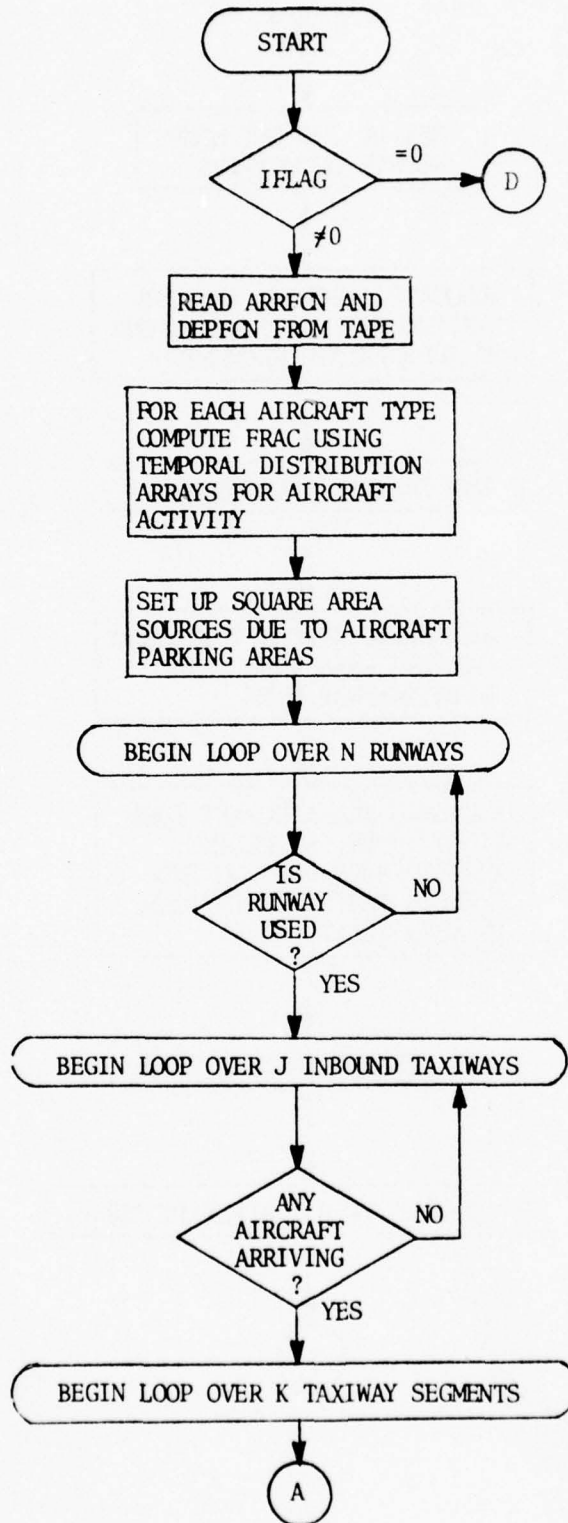 START
IFLAG
=0
D
≠0
READ ARRFCN AND
DEPFCN FROM TAPE
FOR EACH AIRCRAFT TYPE
COMPUTE FRAC USING
TEMPORAL DISTRIBUTION
ARRAYS FOR AIRCRAFT
ACTIVITY
SET UP SQUARE AREA
SOURCES DUE TO AIRCRAFT
PARKING AREAS
BEGIN LOOP OVER N RUNWAYS
IS
RUNWAY
USED
?
NO
YES
BEGIN LOOP OVER J INBOUND TAXIWAYS
ANY
AIRCRAFT
ARRIVING
?
NO
YES
BEGIN LOOP OVER K TAXIWAY SEGMENTS
A